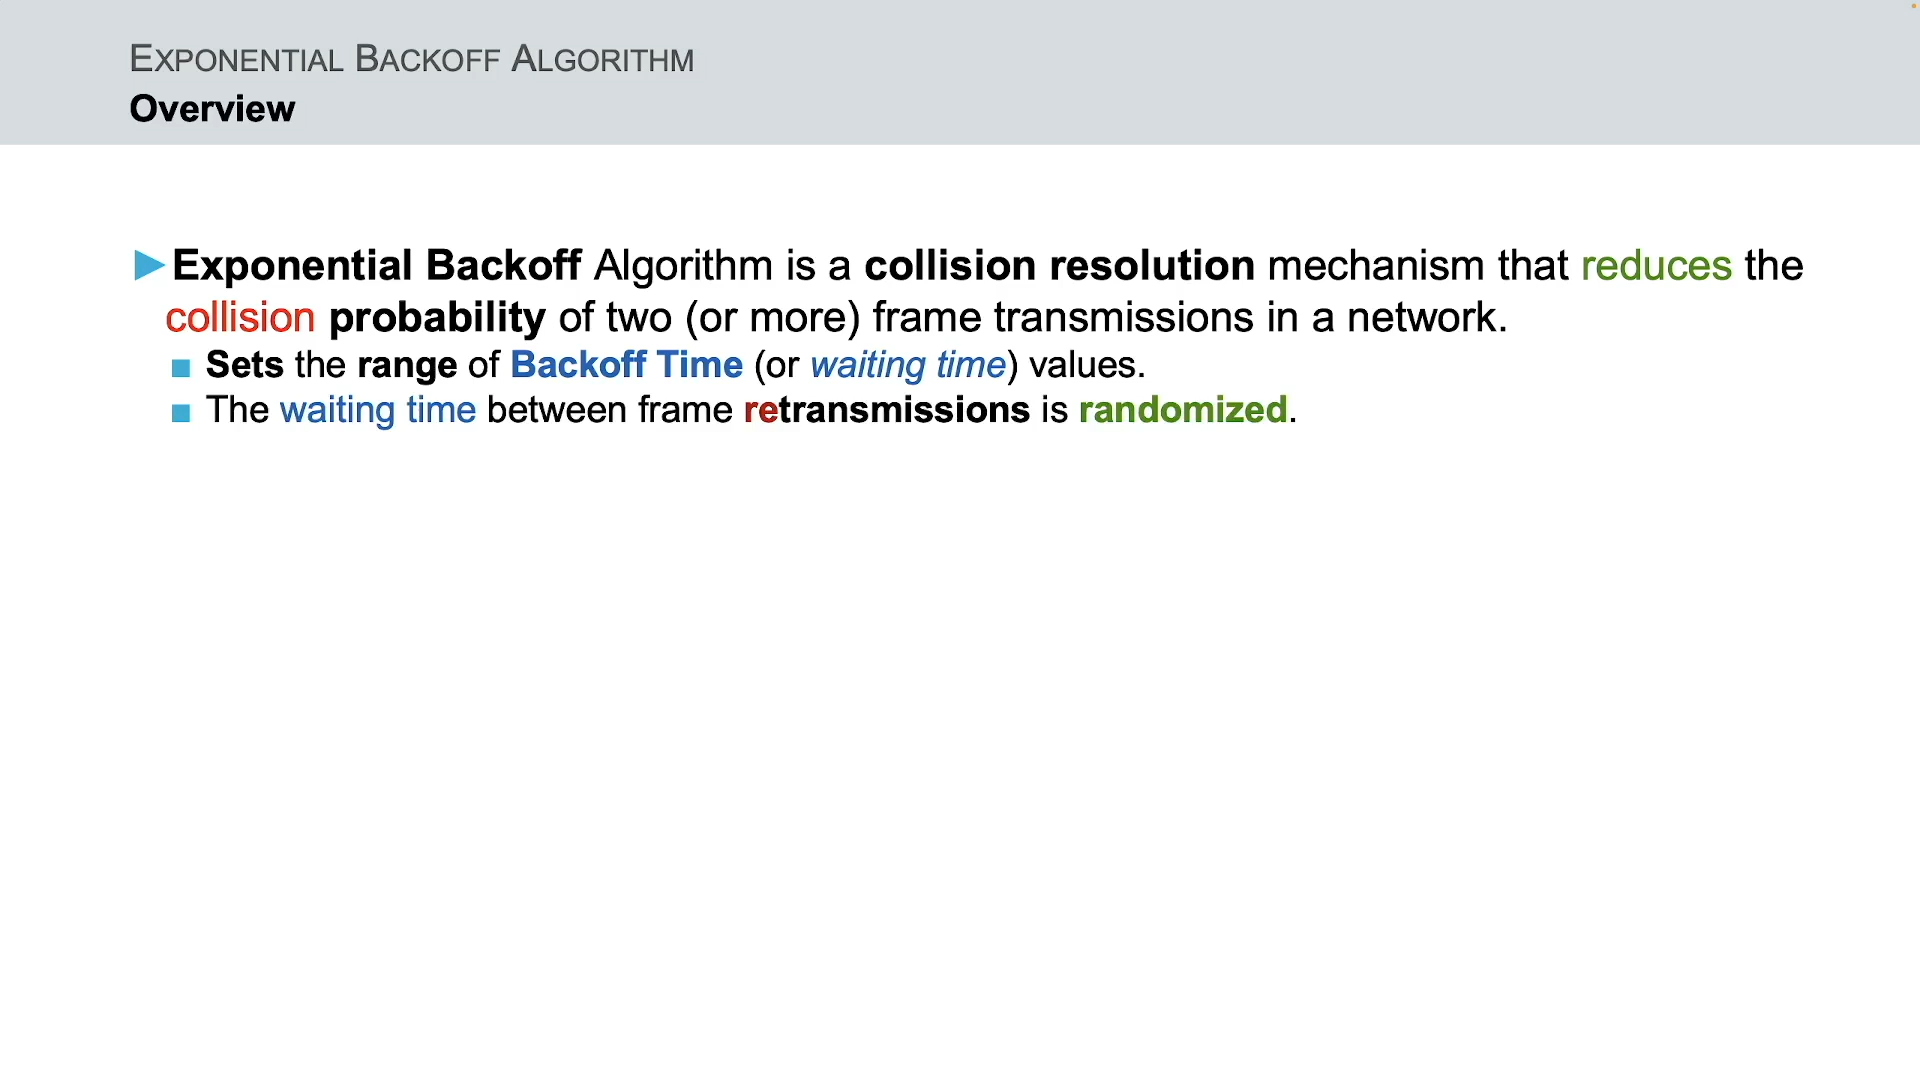 EXPONENTIAL BACKOFF ALGORITHM
Overview
Exponential Backoff Algorithm is a collision resolution mechanism that reduces the
collision probability of two (or more) frame transmissions in a network.
Sets the range of Backoff Time (or waiting time) values.
The waiting time between frame retransmissions is randomized.